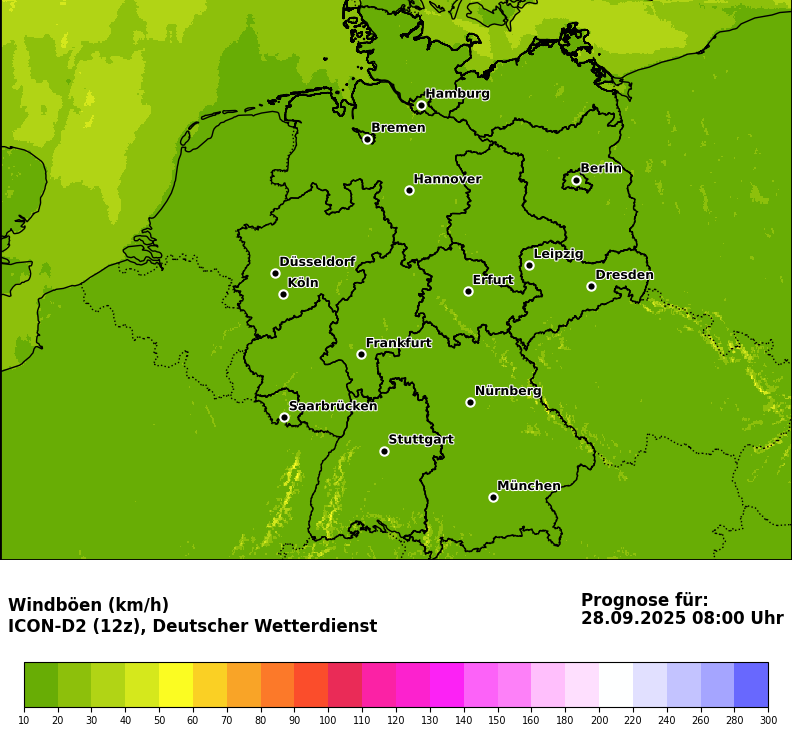 Hamburg
Bremen
Berlin
Hannover
Leipzig
Düsseldorf
Dresden
Köln
Erfurt
Frankfurt
Nürnberg
Saarbrücken
Stuttgart
München
Windböen (km/h)
ICON-D2 (12z), Deutscher Wetterdienst
Prognose für:
28.09.2025 08:00 Uhr
10 20 30 40 50 60 70 80 90 100 110 120 130 140 150 160 180 200 220 240 260 280 300